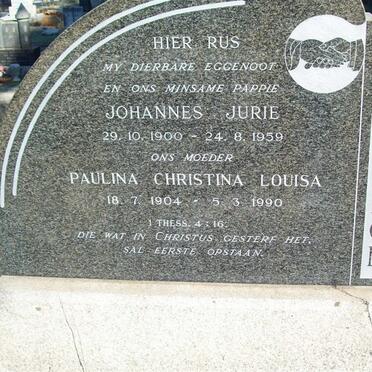 HIER RUS
MY DIERBARE EGGENOOT
EN ONS MINSAME PAPPIE
JOHANNES JURIE
29.10.1900 - 24.8.1959
ONS MOEDER
PAULINA CHRISTINA LOUISA
18.7.1904 - 5.3.1990
1 THESS. 4:16
DIE WAT IN CHRISTUS GESTERF HET,
SAL EERSTE OPSTAAN.